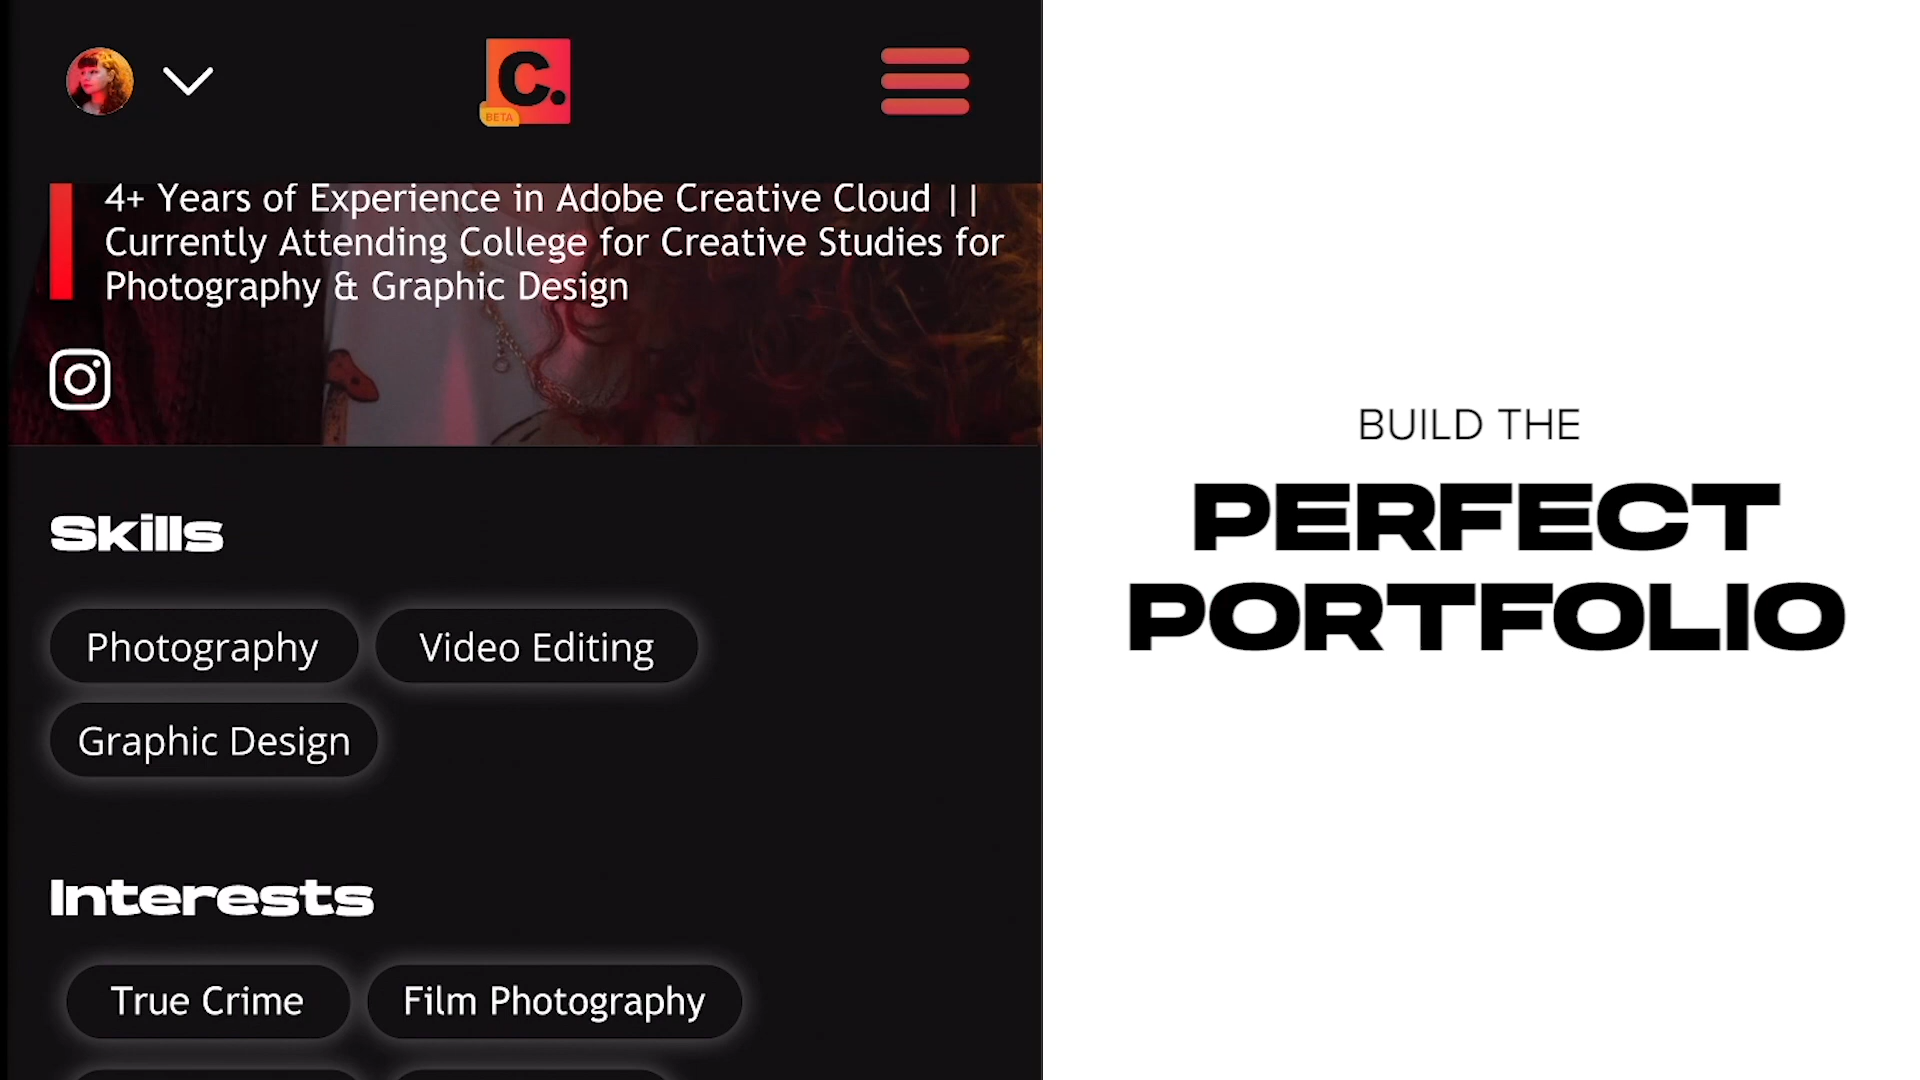 C.
BETA
4+ Years of Experience in Adobe Creative Cloud ||
Currently Attending College for Creative Studies for
Photography & Graphic Design
Skills
Photography
Video Editing
Graphic Design
Interests
True Crime
Film Photography
BUILD THE
PERFECT
PORTFOLIO